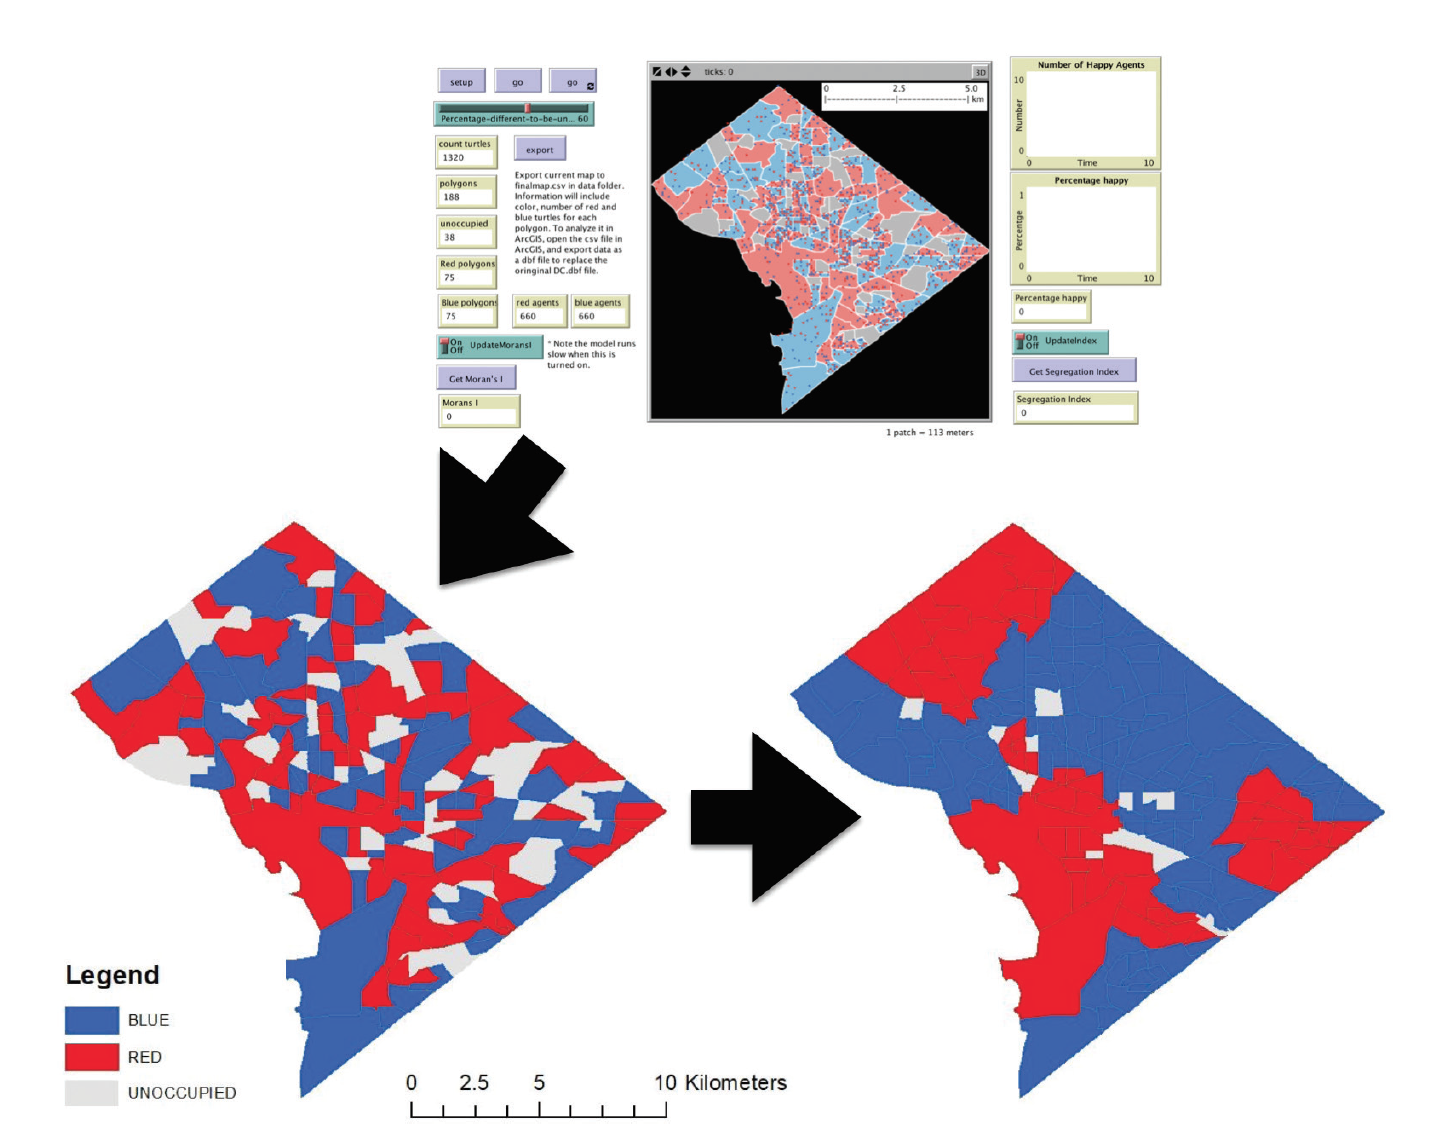 setup
go
go
Percentage-different-to-be-un... 60
count turtles
1320
export
polygons
188
unoccupied
38
Red polygons
75
Blue polygons
75
Export current map to
finalmap.csv in data folder.
Information will include
color, number of red and
blue turtles for each
polygon. To analyze it in
ArcGIS, open the csv file in
ArcGIS, and export data as
a dbf file to replace the
oringinal DC.dbf file.
red agents
660
blue agents
660
On
Off
UpdateMoransI
* Note the model runs
slow when this is
turned on.
Get Moran's I
Morans I
0
ticks: 0
3D
0 2.5 5.0
|--------------------|--------------------| km
1 patch = 113 meters
Number of Happy Agents
10
Number
0
0 Time 10
Percentage happy
1
Percentge
0
0 Time 10
Percentage happy
0
On
Off
UpdateIndex
Get Segregation Index
Segregation Index
0
Legend
BLUE
RED
UNOCCUPIED
0 2.5 5 10 Kilometers